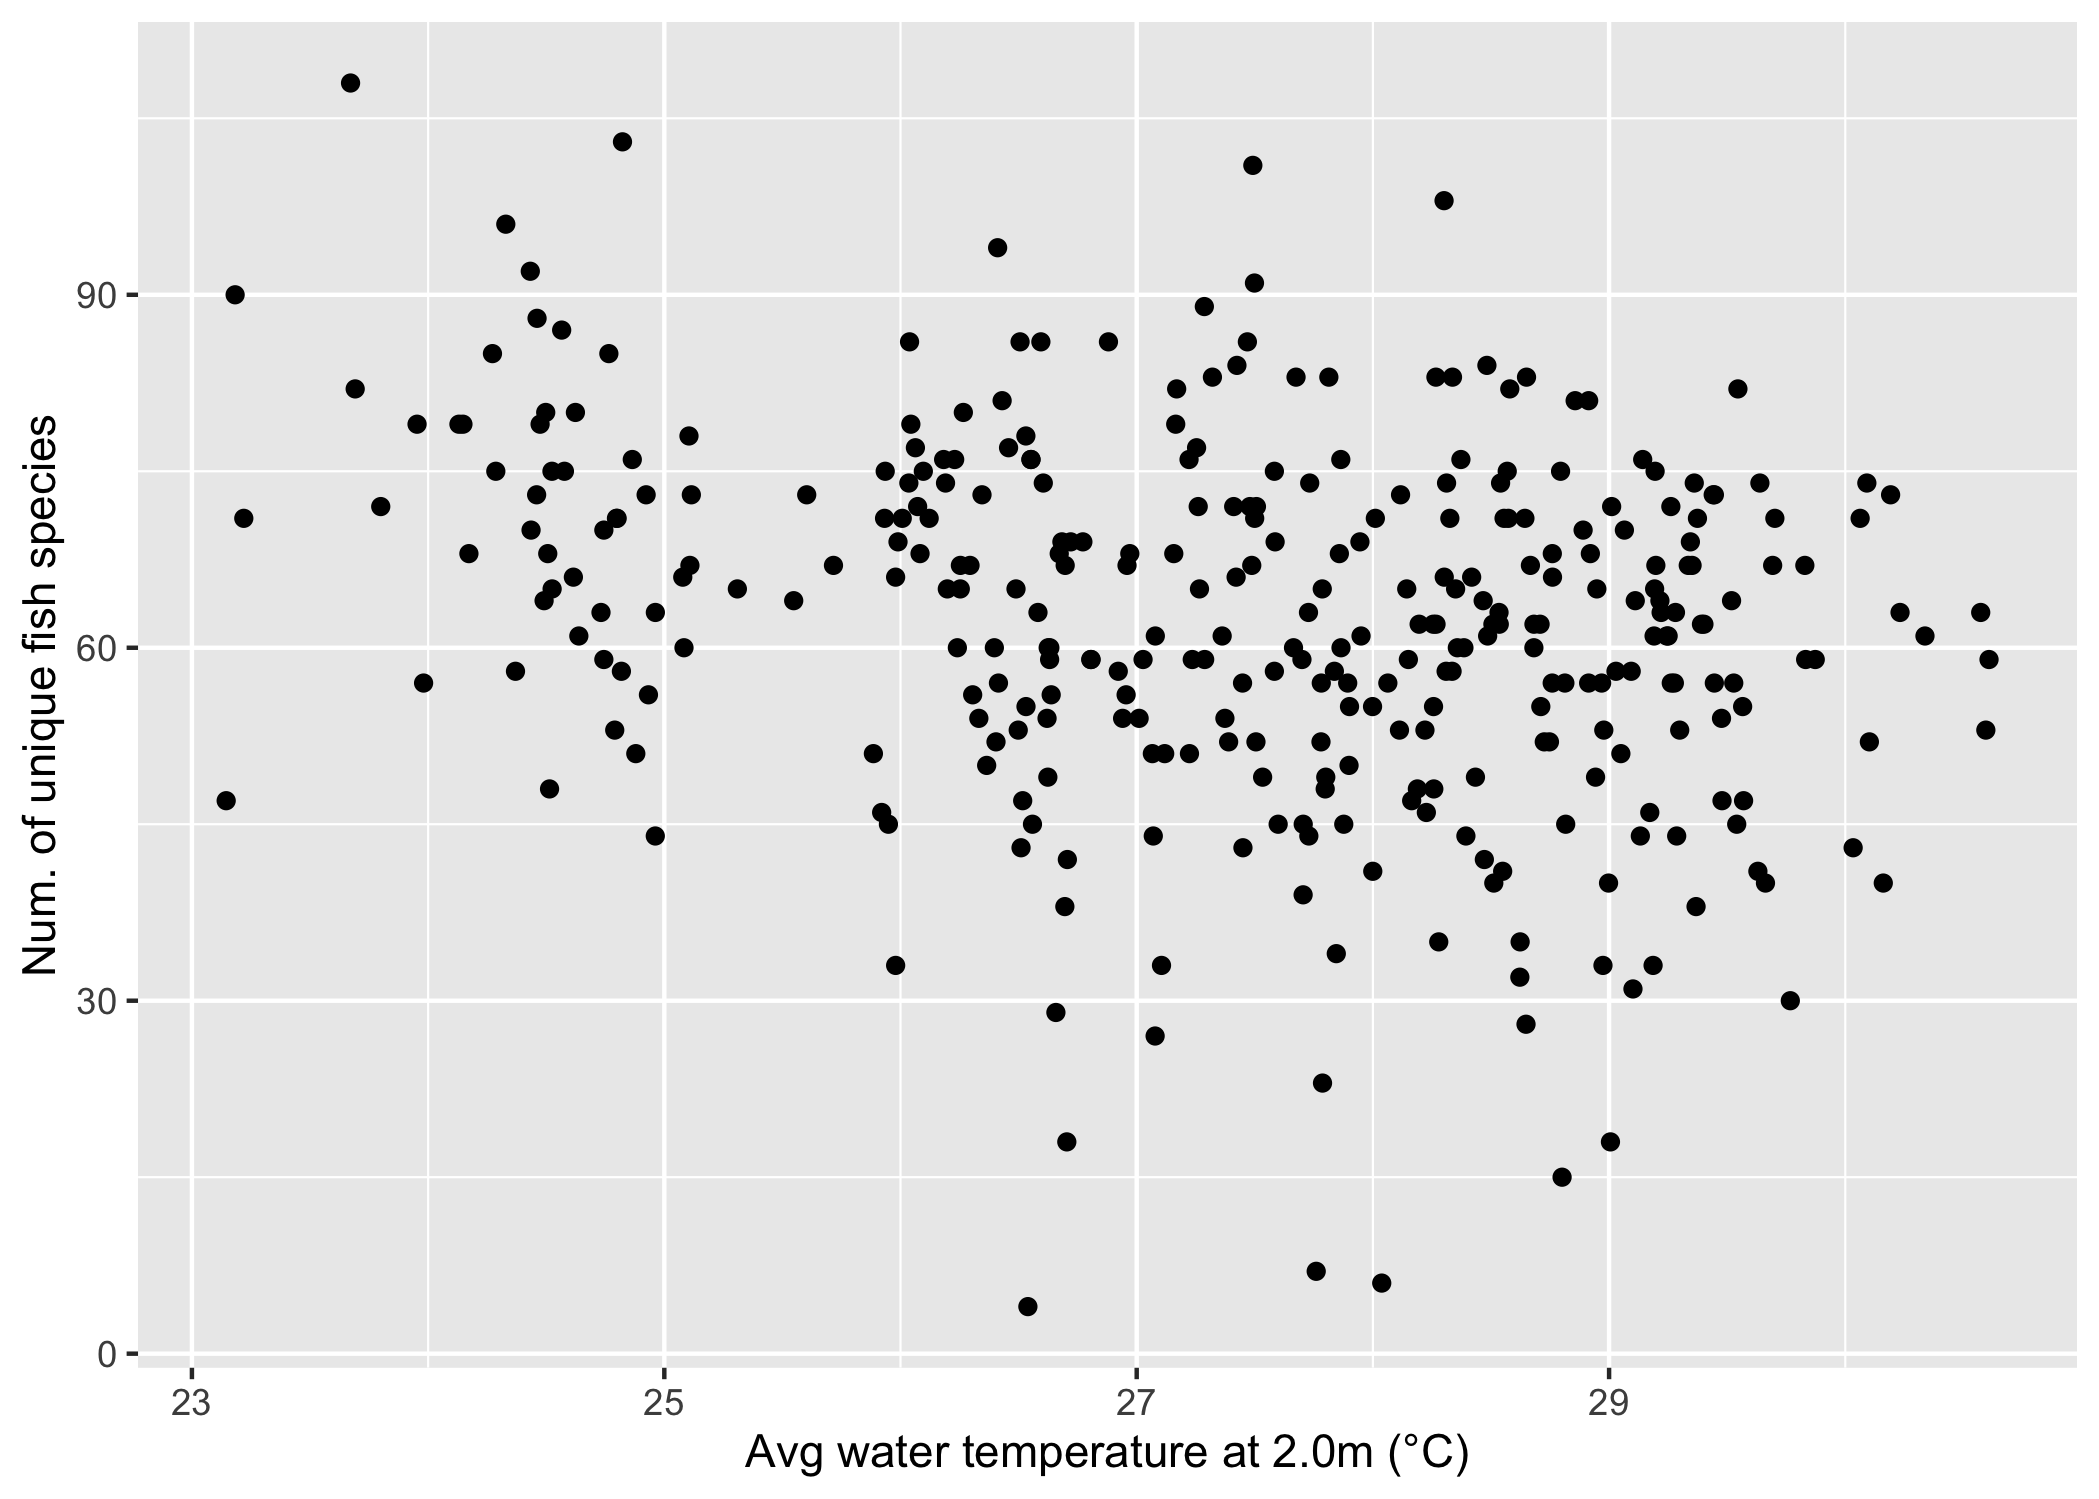 Num. of unique fish species
90
60
30
0
23 25 27 29
Avg water temperature at 2.0m (°C)